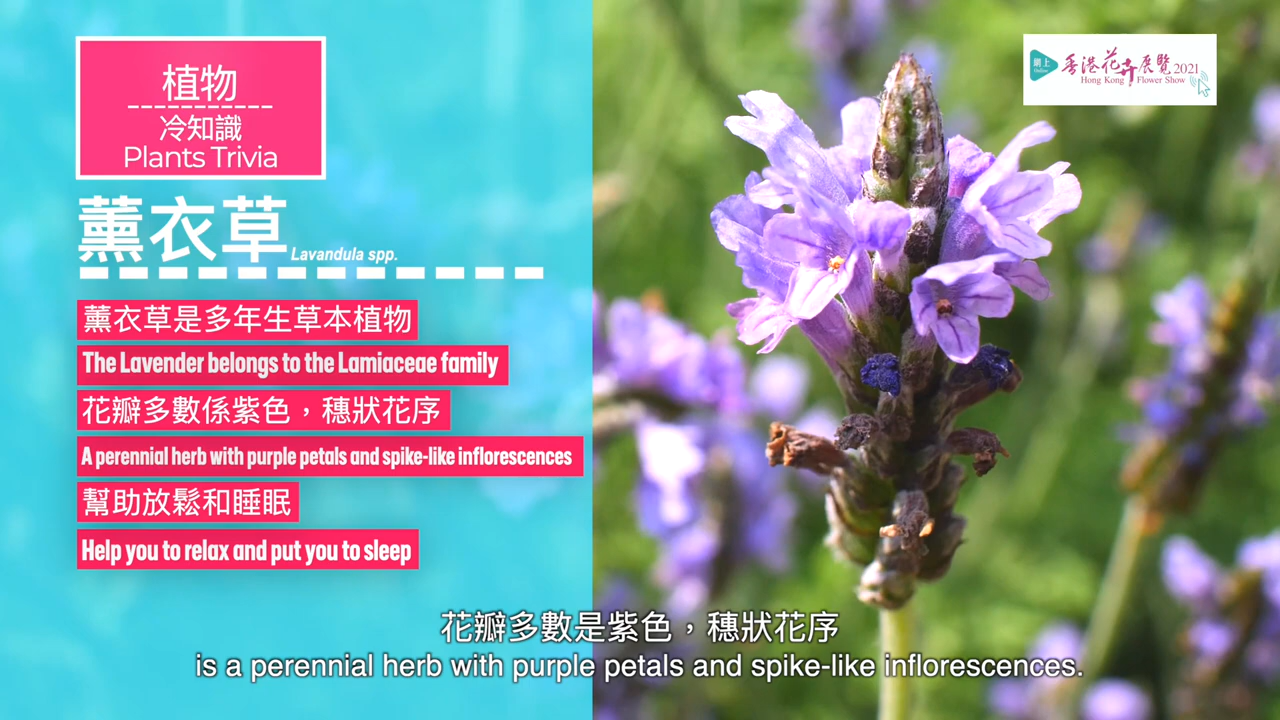 植物
冷知識
Plants Trivia
網上
Online
香港花卉展覽2021
Hong Kong Flower Show
薰衣草 Lavandula spp.
薰衣草是多年生草本植物
The Lavender belongs to the Lamiaceae family
花瓣多數係紫色，穗狀花序
A perennial herb with purple petals and spike-like inflorescences
幫助放鬆和睡眠
Help you to relax and put you to sleep
花瓣多數是紫色，穗狀花序
is a perennial herb with purple petals and spike-like inflorescences.